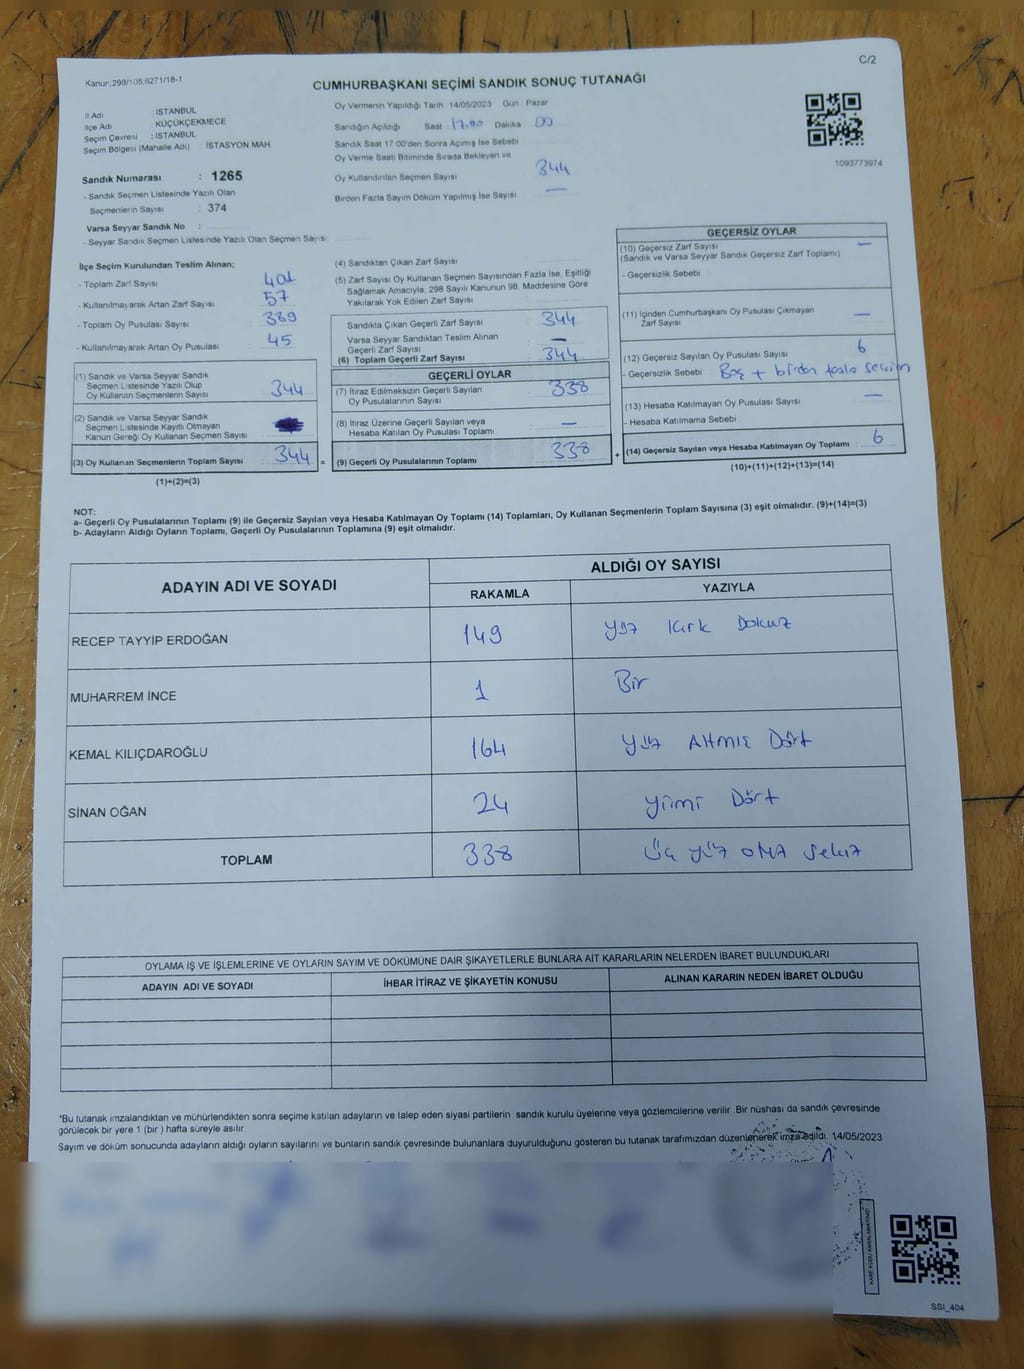 Kanun 298/105,6271/18-1
C/2
CUMHURBAŞKANI SEÇİMİ SANDIK SONUÇ TUTANAĞI
İl Adı : İSTANBUL
İlçe Adı : KÜÇÜKÇEKMECE
Seçim Çevresi : İSTANBUL
Seçim Bölgesi (Mahalle Adı) : İSTASYON MAH
Sandık Numarası : 1265
- Sandık Seçmen Listesinde Yazılı Olan
Seçmenlerin Sayısı : 374
Varsa Seyyar Sandık No :
- Seyyar Sandık Seçmen Listesinde Yazılı Olan Seçmen Sayısı:
Oy Vermenin Yapıldığı Tarih 14/05/2023 Gün Pazar
Sandığın Açıldığı Saat 17.00 Dakika 00
Sandık Saat 17 00'den Sonra Açımış İse Sebebi
Oy Verme Saati Bitiminde Sırada Bekleyen ve
Oy Kullandırılan Seçmen Sayısı 344
Birden Fazla Sayım Döküm Yapılmış İse Sayısı —
1093773974
İlçe Seçim Kurulundan Teslim Alınan;
- Toplam Zarf Sayısı 401
- Kullanılmayarak Artan Zarf Sayısı 57
- Toplam Oy Pusulası Sayısı 389
- Kullanılmayarak Artan Oy Pusulası 45
(1) Sandık ve Varsa Seyyar Sandık
Seçmen Listesinde Yazılı Olup
Oy Kullanan Seçmenlerin Sayısı 344
(2) Sandık ve Varsa Seyyar Sandık
Seçmen Listesinde Kayıtlı Olmayan
Kanun Gereği Oy Kullanan Seçmen Sayısı
(3) Oy Kullanan Seçmenlerin Toplam Sayısı 344 =
(1)+(2)=(3)
(4) Sandıktan Çıkan Zarf Sayısı
(5) Zarf Sayısı Oy Kullanan Seçmen Sayısından Fazla İse, Eşitliği
Sağlamak Amacıyla, 298 Sayılı Kanunun 98. Maddesine Göre
Yakılarak Yok Edilen Zarf Sayısı
Sandıkta Çıkan Geçerli Zarf Sayısı 344
Varsa Seyyar Sandıktan Teslim Alınan
Geçerli Zarf Sayısı —
(6) Toplam Geçerli Zarf Sayısı 344
GEÇERLİ OYLAR
(7) İtiraz Edilmeksizin Geçerli Sayılan
Oy Pusulalarının Sayısı 338
(8) İtiraz Üzerine Geçerli Sayılan veya
Hesaba Katılan Oy Pusulası Toplamı —
(9) Geçerli Oy Pusulalarının Toplamı 338 +
GEÇERSİZ OYLAR
(10) Geçersiz Zarf Sayısı —
(Sandık ve Varsa Seyyar Sandık Geçersiz Zarf Toplamı)
- Geçersizlik Sebebi
(11) İçinden Cumhurbaşkanı Oy Pusulası Çıkmayan
Zarf Sayısı —
(12) Geçersiz Sayılan Oy Pusulası Sayısı 6
- Geçersizlik Sebebi Boş + birden fazla seçim
(13) Hesaba Katılmayan Oy Pusulası Sayısı —
- Hesaba Katılmama Sebebi
(14) Geçersiz Sayılan veya Hesaba Katılmayan Oy Toplamı 6
(10)+(11)+(12)+(13)=(14)
NOT:
a- Geçerli Oy Pusulalarının Toplamı (9) ile Geçersiz Sayılan veya Hesaba Katılmayan Oy Toplamı (14) Toplamları, Oy Kullanan Seçmenlerin Toplam Sayısına (3) eşit olmalıdır. (9)+(14)=(3)
b- Adayların Aldığı Oyların Toplamı, Geçerli Oy Pusulalarının Toplamına (9) eşit olmalıdır.
ADAYIN ADI VE SOYADI
ALDIĞI OY SAYISI
RAKAMLA YAZIYLA
RECEP TAYYİP ERDOĞAN 149 Yüz Kırk Dokuz
MUHARREM İNCE 1 Bir
KEMAL KILIÇDAROĞLU 164 Yüz Altmış Dört
SİNAN OĞAN 24 Yirmi Dört
TOPLAM 338 Üç yüz otuz sekiz
OYLAMA İŞ VE İŞLEMLERİNE VE OYLARIN SAYIM VE DÖKÜMÜNE DAİR ŞİKAYETLERLE BUNLARA AİT KARARLARIN NELERDEN İBARET BULUNDUKLARI
ADAYIN ADI VE SOYADI İHBAR İTİRAZ VE ŞİKAYETİN KONUSU ALINAN KARARIN NEDEN İBARET OLDUĞU
"Bu tutanak imzalandıktan ve mühürlendikten sonra seçime katılan adayların ve talep eden siyasi partilerin sandık kurulu üyelerine veya gözlemcilerine verilir. Bir nüshası da sandık çevresinde
görülecek bir yere 1 (bir ) hafta süreyle asılır.
Sayım ve döküm sonucunda adayların aldığı oyların sayılarını ve bunların sandık çevresinde bulunanlara duyurulduğunu gösteren bu tutanak tarafımızdan düzenlenerek imza edildi. 14/05/2023
KARE KODU KARALAMAYINIZ!
SSI_404